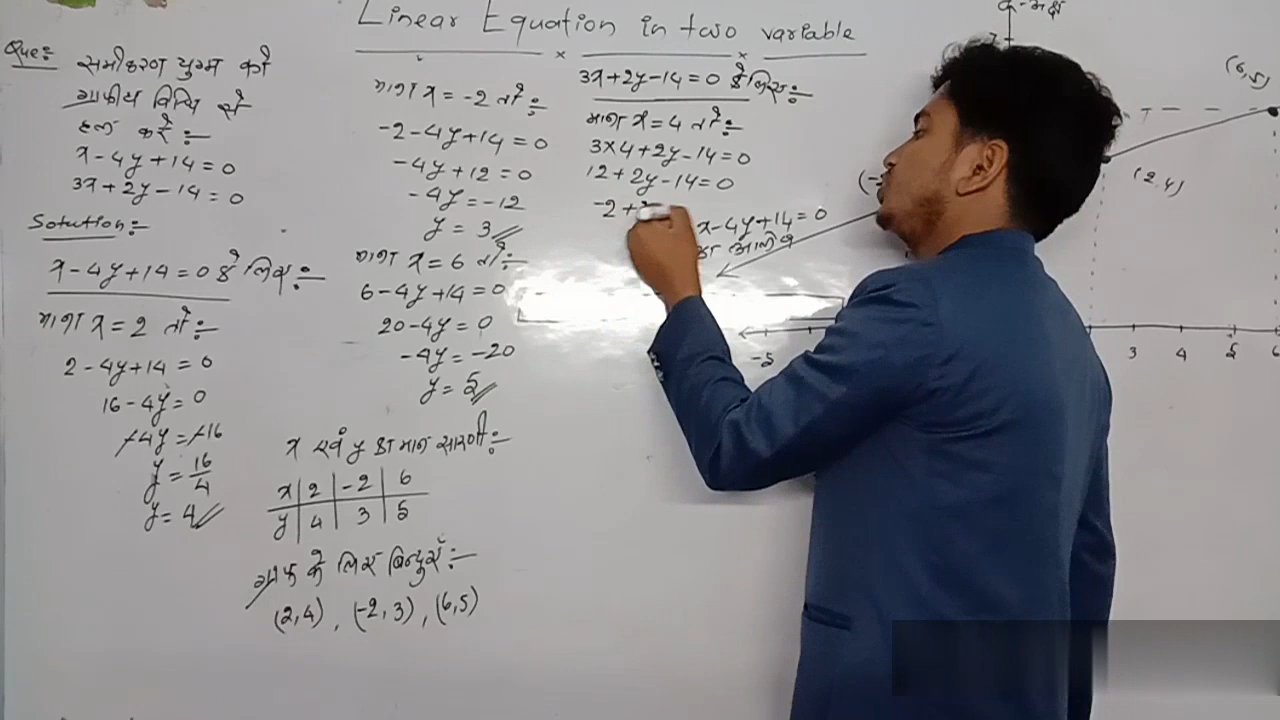 Linear Equation in two variable
Que:-
समीकरण युग्म को
ग्राफीय विधि से
हल करें :-
x-4y+14=0
3x+2y-14=0
Solution:-
x-4y+14=0 के लिए:-
माना x=2 तो:-
2-4y+14=0
16-4y=0
-4y=-16
y=16/4
y=4
माना x=-2 तो:-
-2-4y+14=0
-4y+12=0
-4y=-12
y=3
माना x=6 तो:-
6-4y+14=0
20-4y=0
-4y=-20
y=5
x एवं y का मान सारणी:-
x 2 -2 6
y 4 3 5
ग्राफ के लिए बिन्दुएँ:-
(2,4), (-2,3), (6,5)
3x+2y-14=0 के लिए:-
माना x=4 तो:-
3×4+2y-14=0
12+2y-14=0
-2+
x-4y+14=0
का आलेख
(6,5)
(2,4)
-5 3 4 5 6